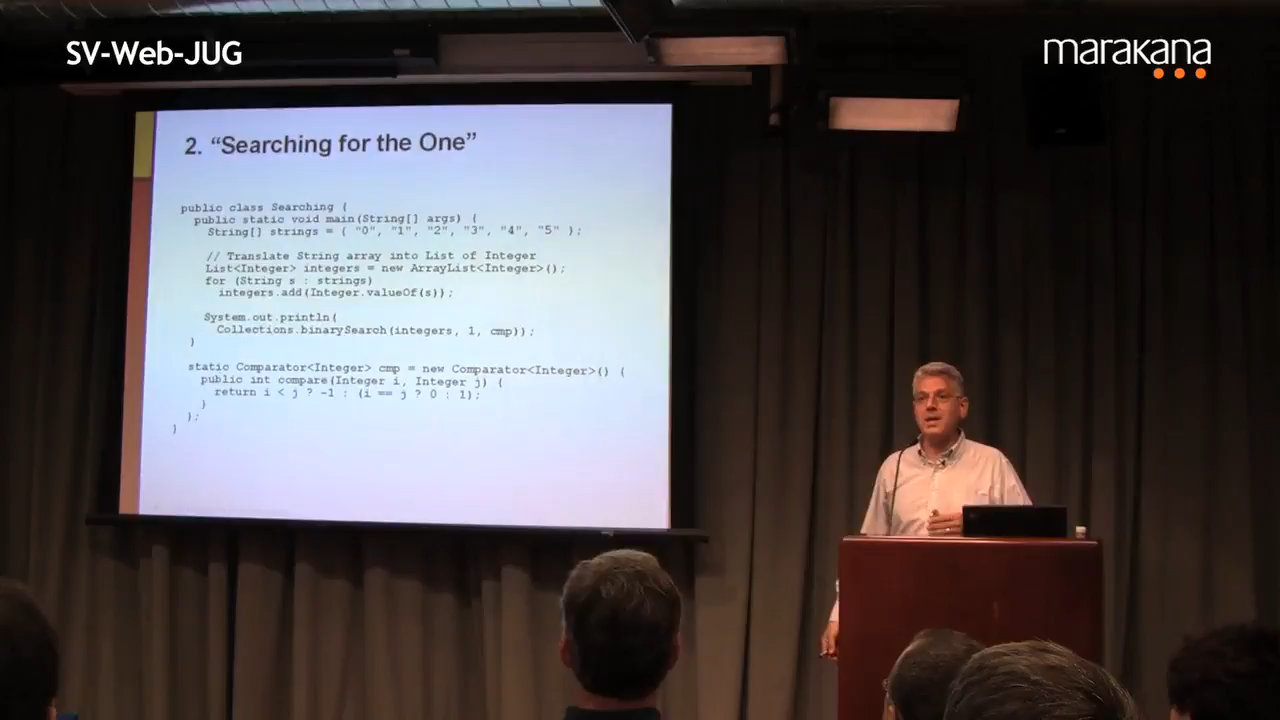 SV-Web-JUG
marakana
2. “Searching for the One”
public class Searching {
public static void main(String[] args) {
String[] strings = { "0", "1", "2", "3", "4", "5" };
// Translate String array into List of Integer
List<Integer> integers = new ArrayList<Integer>();
for (String s : strings)
integers.add(Integer.valueOf(s));
System.out.println(
Collections.binarySearch(integers, 1, cmp));
}
static Comparator<Integer> cmp = new Comparator<Integer>() {
public int compare(Integer i, Integer j) {
return i < j ? -1 : (i == j ? 0 : 1);
}
};
}